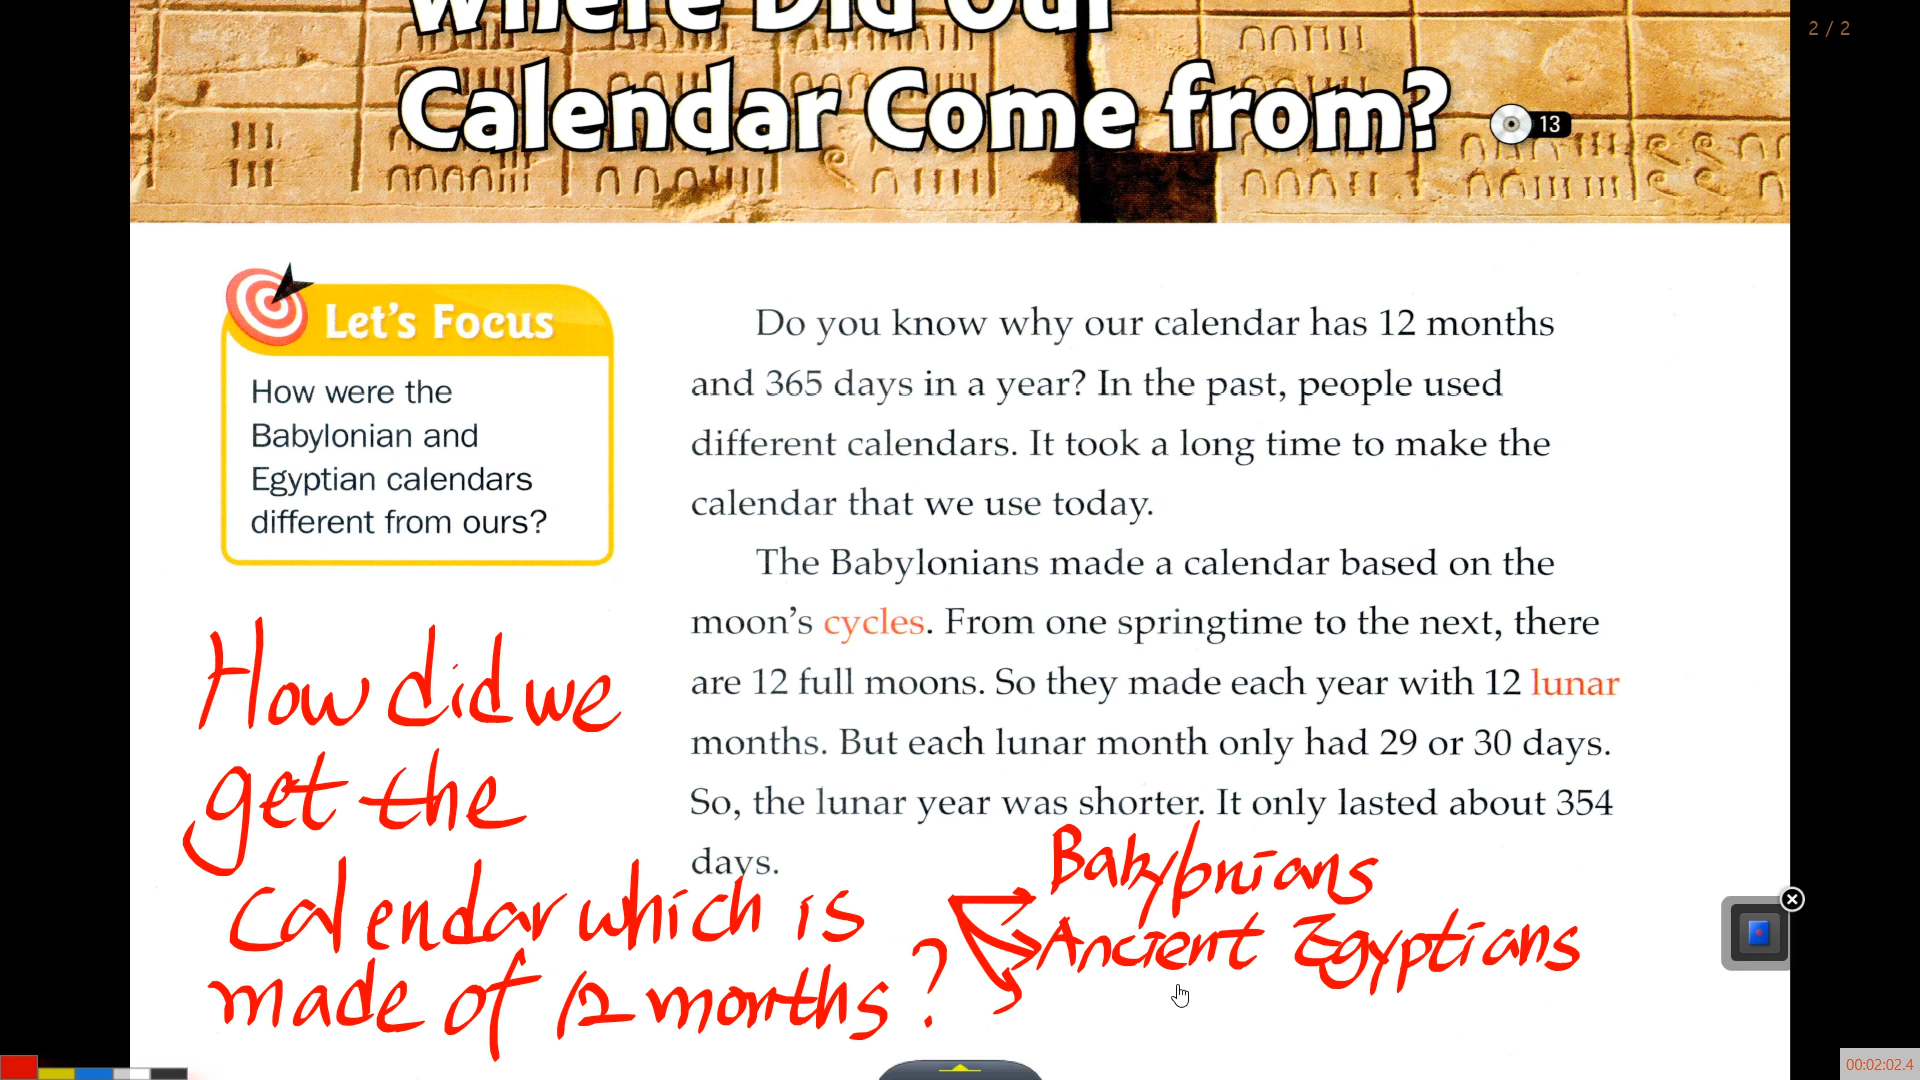 Where Did Our
Calendar Come from?
13
2 / 2
Let's Focus
How were the
Babylonian and
Egyptian calendars
different from ours?
Do you know why our calendar has 12 months
and 365 days in a year? In the past, people used
different calendars. It took a long time to make the
calendar that we use today.
The Babylonians made a calendar based on the
moon's cycles. From one springtime to the next, there
are 12 full moons. So they made each year with 12 lunar
months. But each lunar month only had 29 or 30 days.
So, the lunar year was shorter. It only lasted about 354
days.
How did we
get the
Calendar which is
made of 12 months?
Babylonians
Ancient Egyptians
00:02:02.4